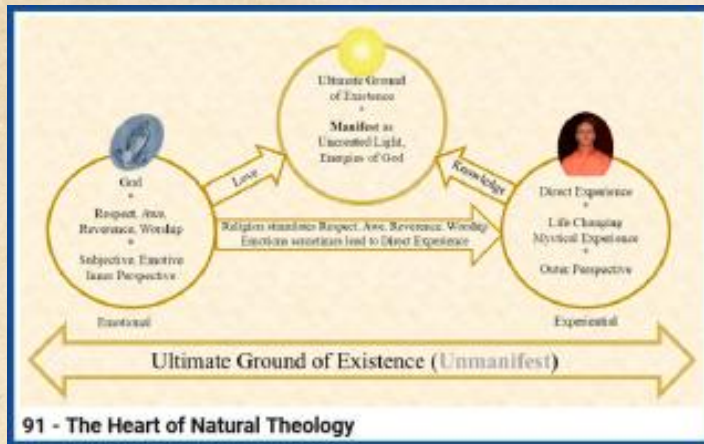 Ultimate Ground
of Existence
+
Manifest as
Uncreated Light,
Energies of God
Love
Knowledge
God
+
Respect, Awe,
Reverence, Worship
+
Subjective, Emotive
Inner Perspective
Religion stimulates Respect, Awe, Reverence, Worship
Emotions sometimes lead to Direct Experience
Direct Experience
+
Life Changing
Mystical Experience
+
Outer Perspective
Emotional
Experiential
Ultimate Ground of Existence (Unmanifest)
91 - The Heart of Natural Theology